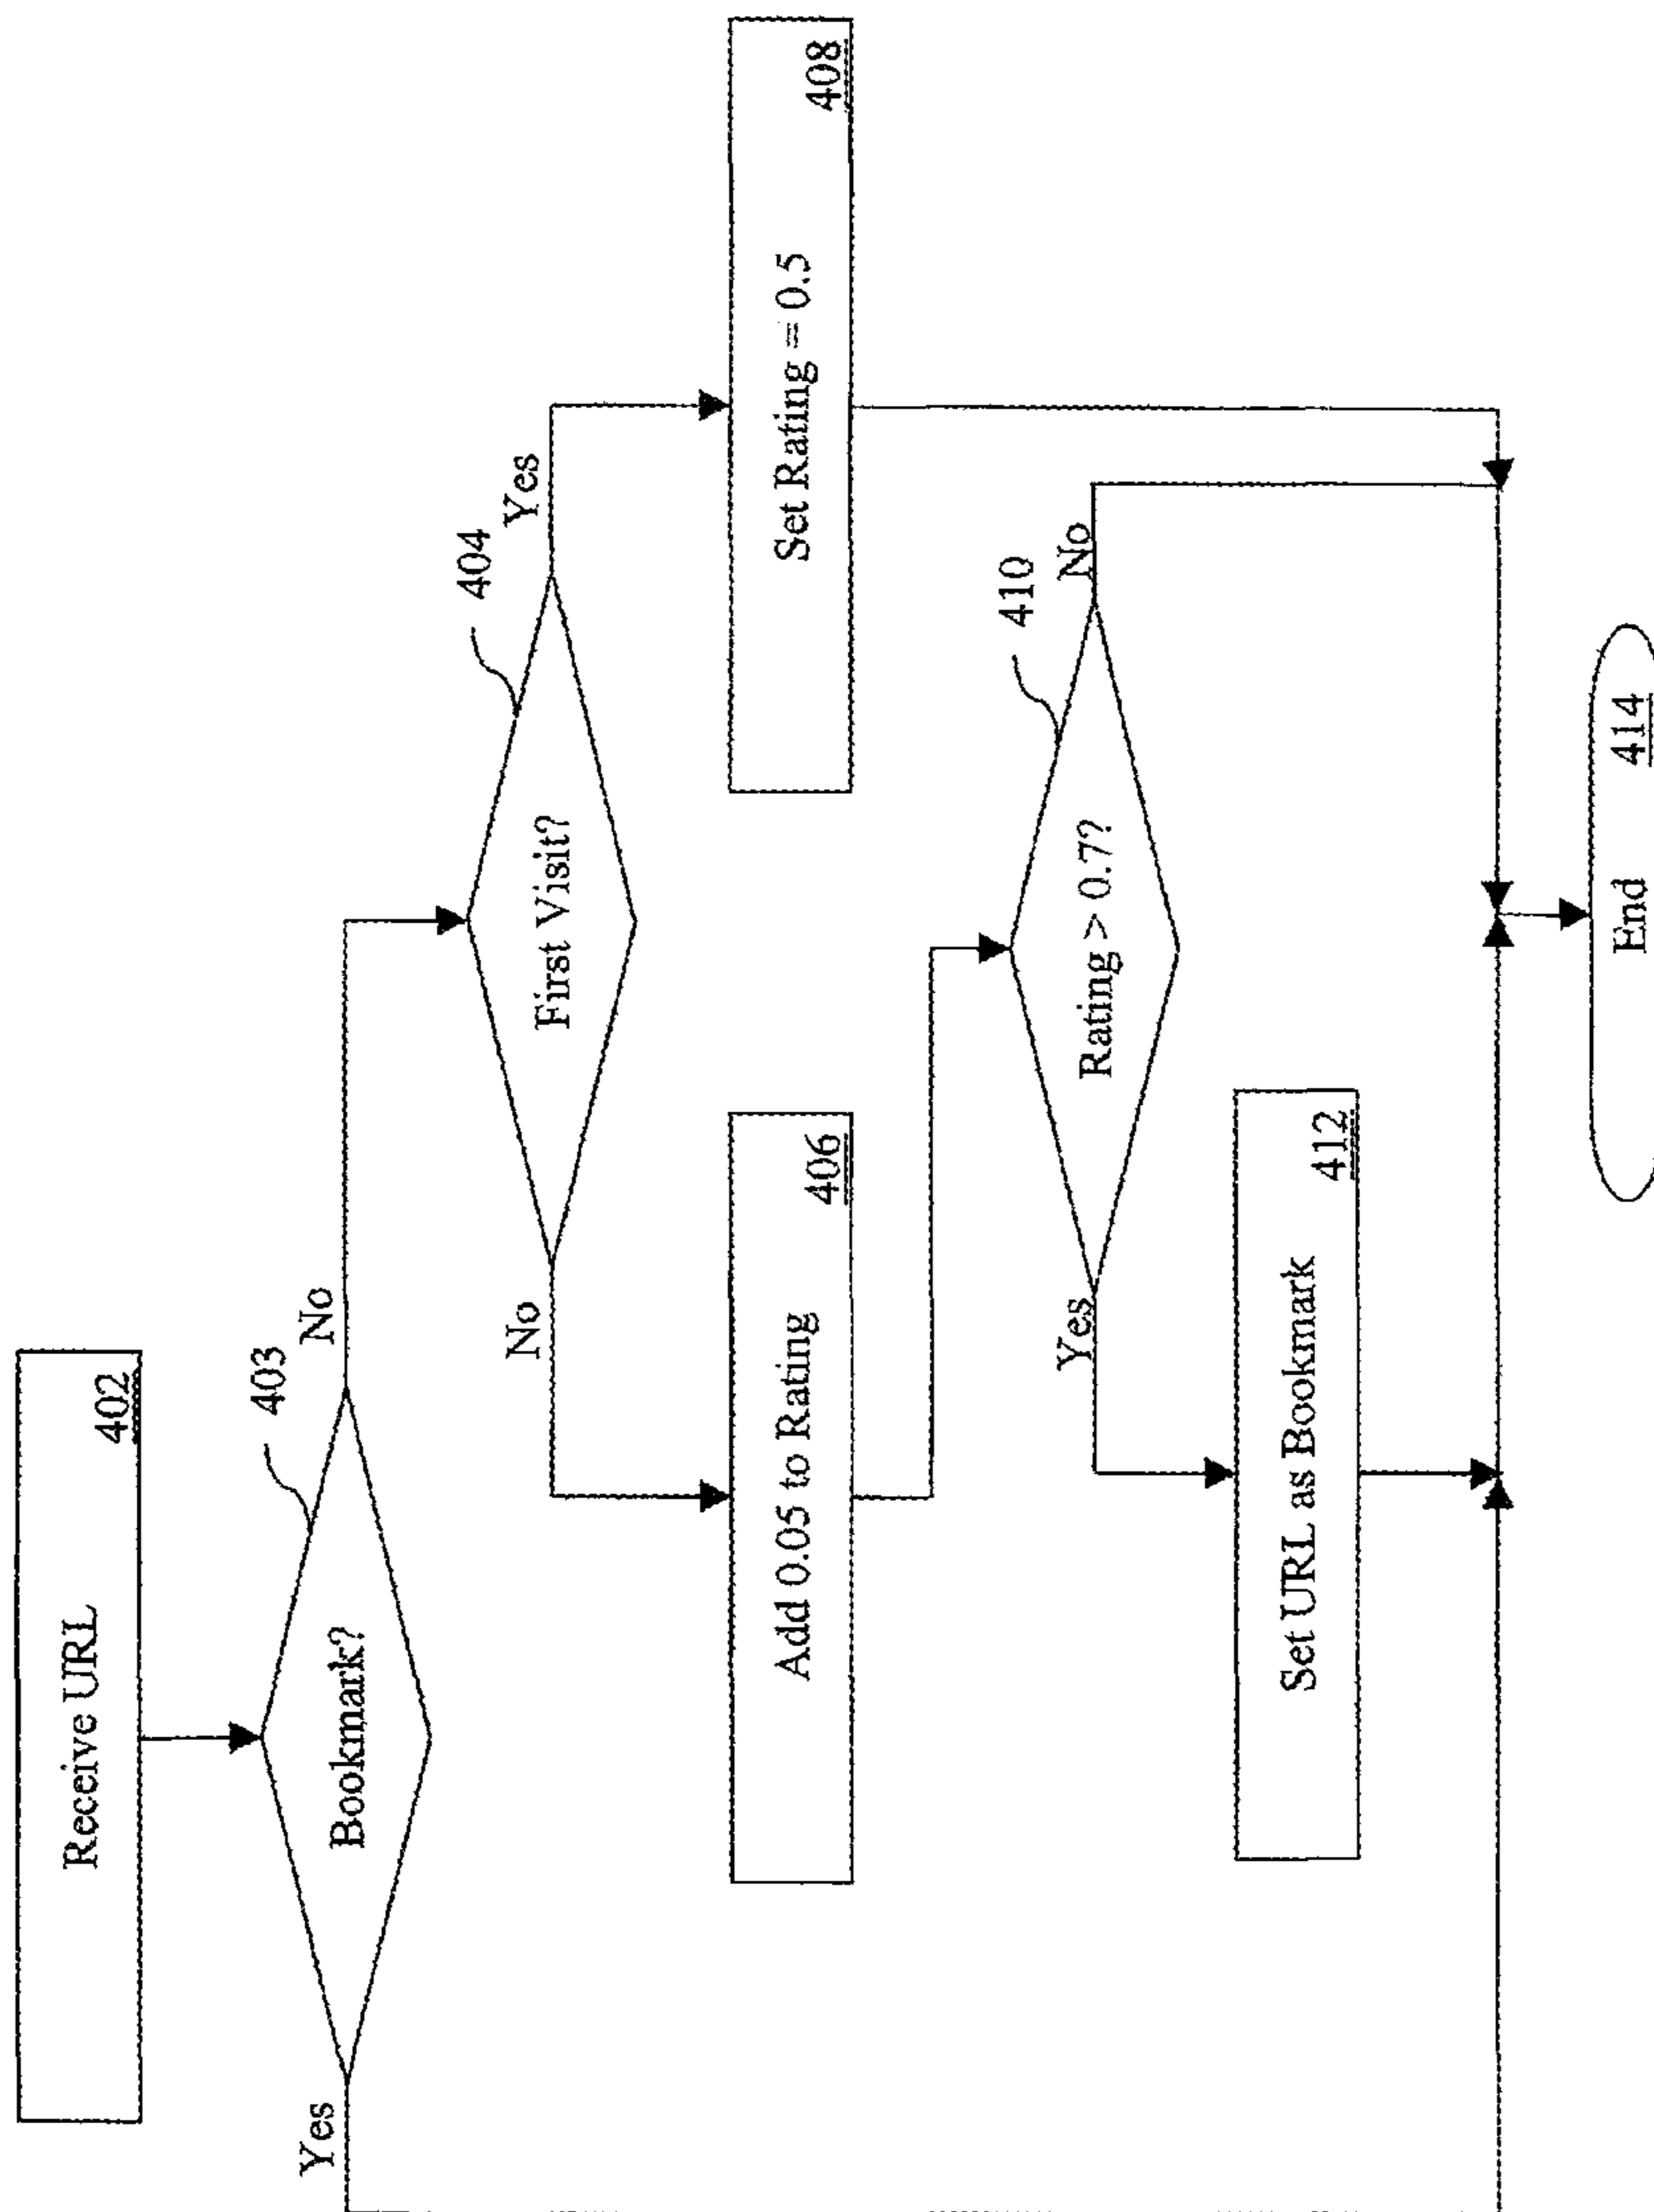 Receive URL
402
403
Bookmark?
Yes
No
404
First Visit?
No
Yes
Add 0.05 to Rating
406
Set Rating = 0.5
408
410
Rating > 0.7?
Yes
No
Set URL as Bookmark
412
End
414